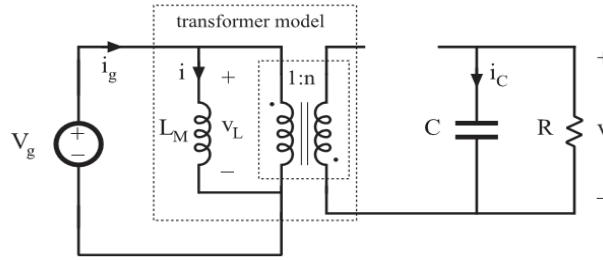 transformer model
i_g
i
+
1:n
i_C
+
V_g
+
−
L_M
v_L
C
R
v
−
−